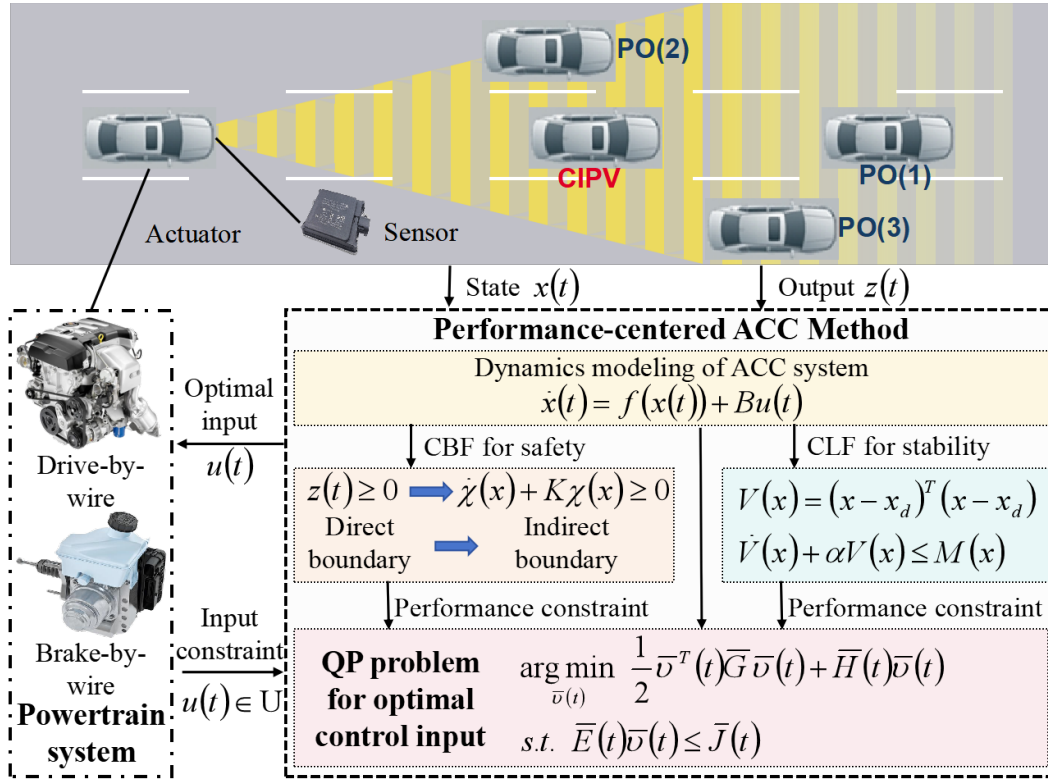 PO(2)
CIPV
PO(1)
PO(3)
Actuator
Sensor
State x(t)
Output z(t)
Performance-centered ACC Method
Dynamics modeling of ACC system
ẋ(t) = f(x(t)) + Bu(t)
Optimal
input
u(t)
CBF for safety
CLF for stability
Drive-by-
wire
z(t) ≥ 0
χ̇(x) + Kχ(x) ≥ 0
Direct
boundary
Indirect
boundary
V(x) = (x − x_d)^T (x − x_d)
V̇(x) + αV(x) ≤ M(x)
Performance constraint
Performance constraint
Input
constraint
u(t) ∈ U
Brake-by-
wire
Powertrain
system
QP problem
for optimal
control input
arg min 1/2 ῡ^T(t)G̅ῡ(t) + H̅(t)ῡ(t)
ῡ(t)
s.t. E̅(t)ῡ(t) ≤ J̅(t)